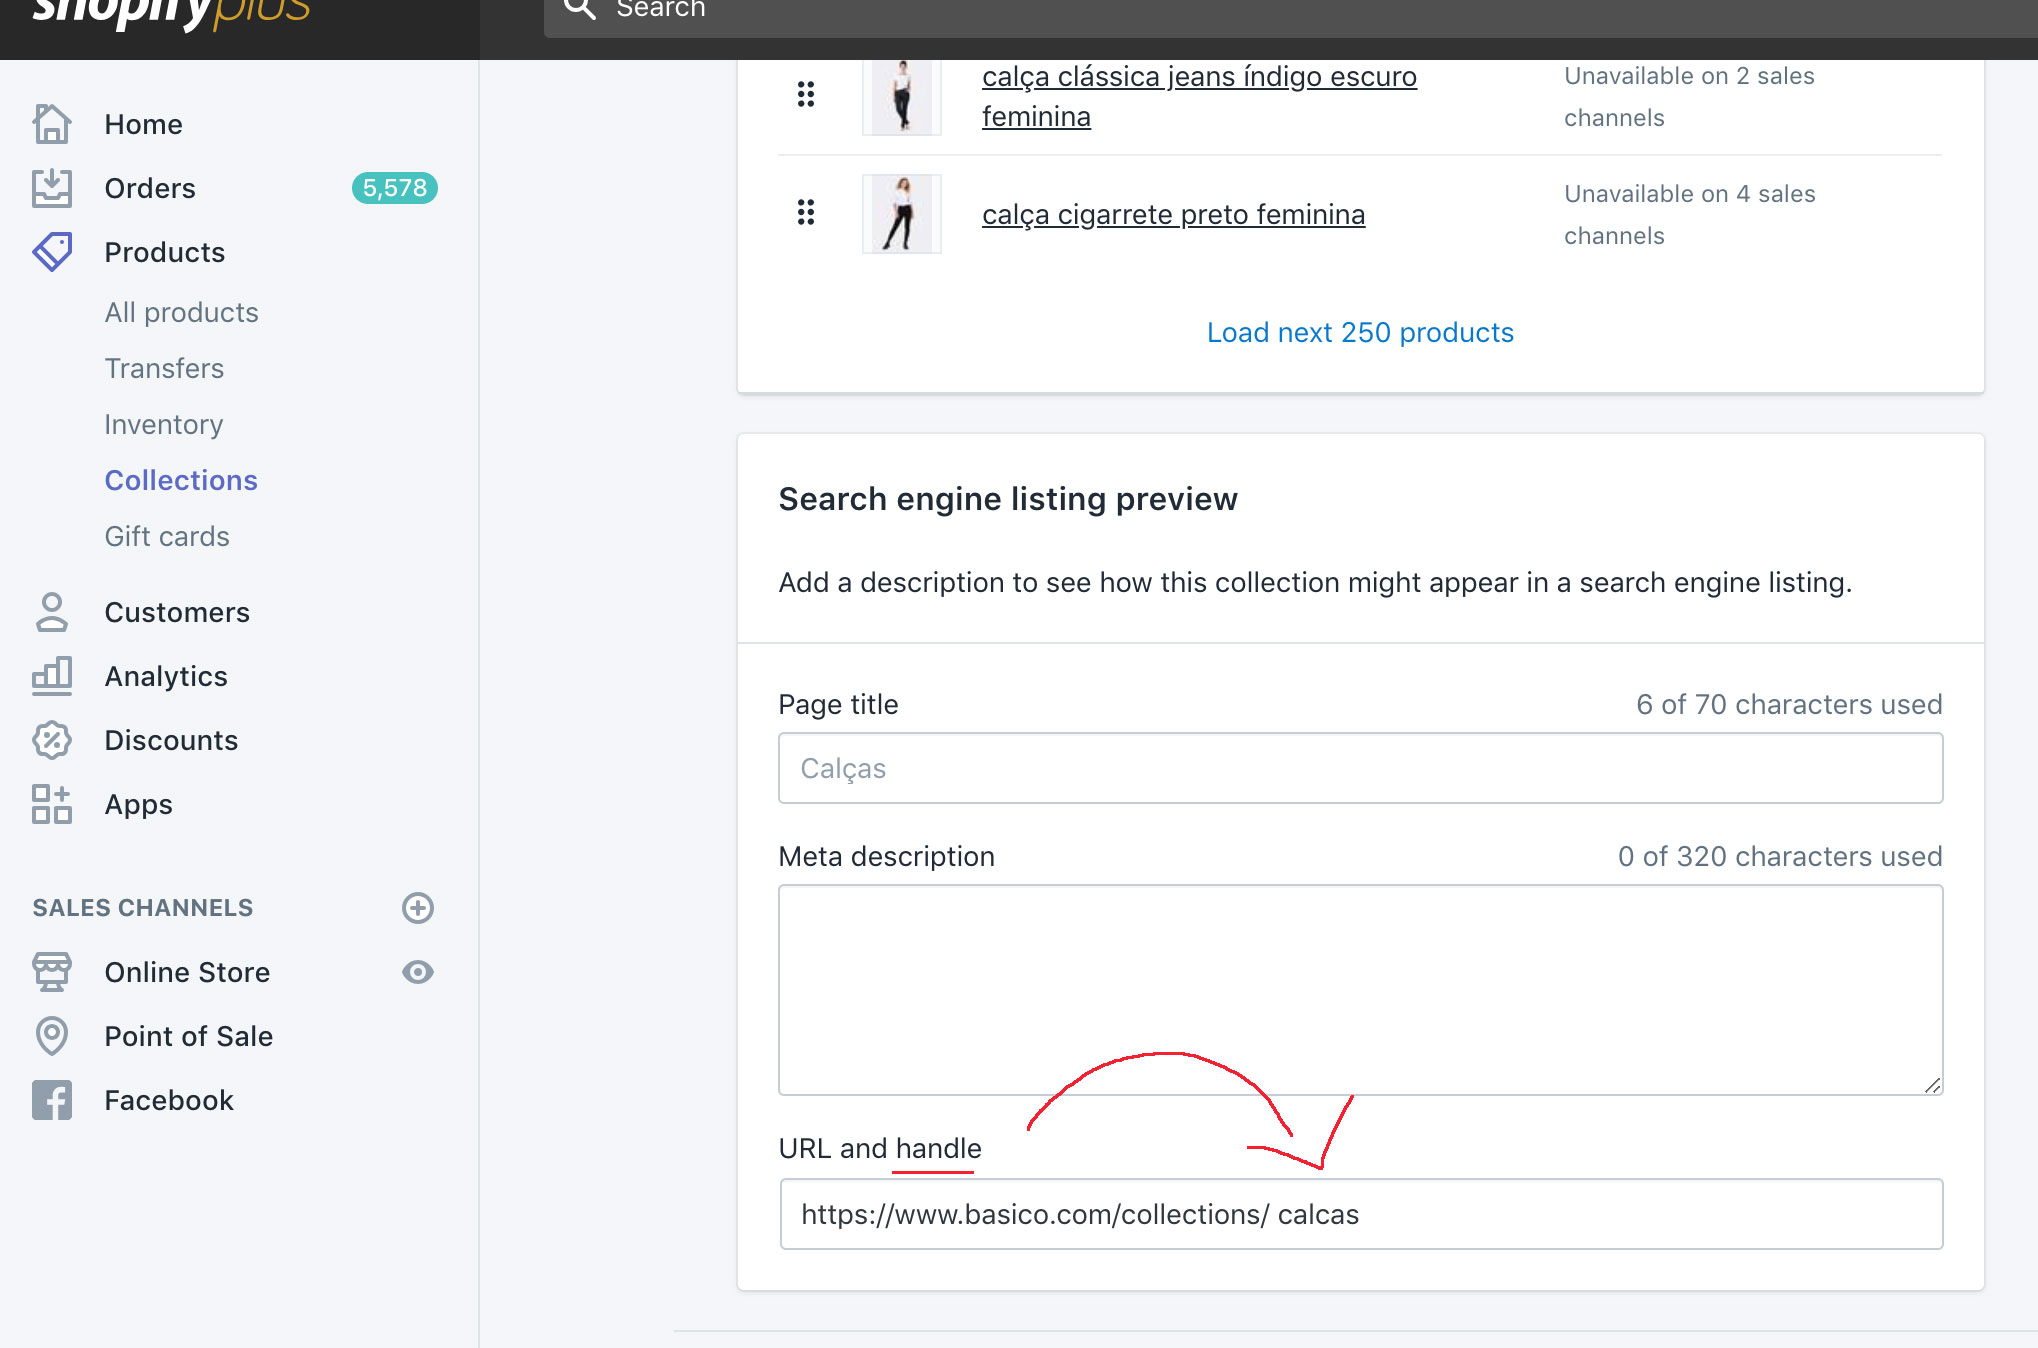 shopifyplus
Search
Home
Orders
5,578
Products
All products
Transfers
Inventory
Collections
Gift cards
Customers
Analytics
Discounts
Apps
SALES CHANNELS
Online Store
Point of Sale
Facebook
calça clássica jeans índigo escuro
feminina
Unavailable on 2 sales
channels
calça cigarrete preto feminina
Unavailable on 4 sales
channels
Load next 250 products
Search engine listing preview
Add a description to see how this collection might appear in a search engine listing.
Page title
6 of 70 characters used
Calças
Meta description
0 of 320 characters used
URL and handle
https://www.basico.com/collections/ calcas